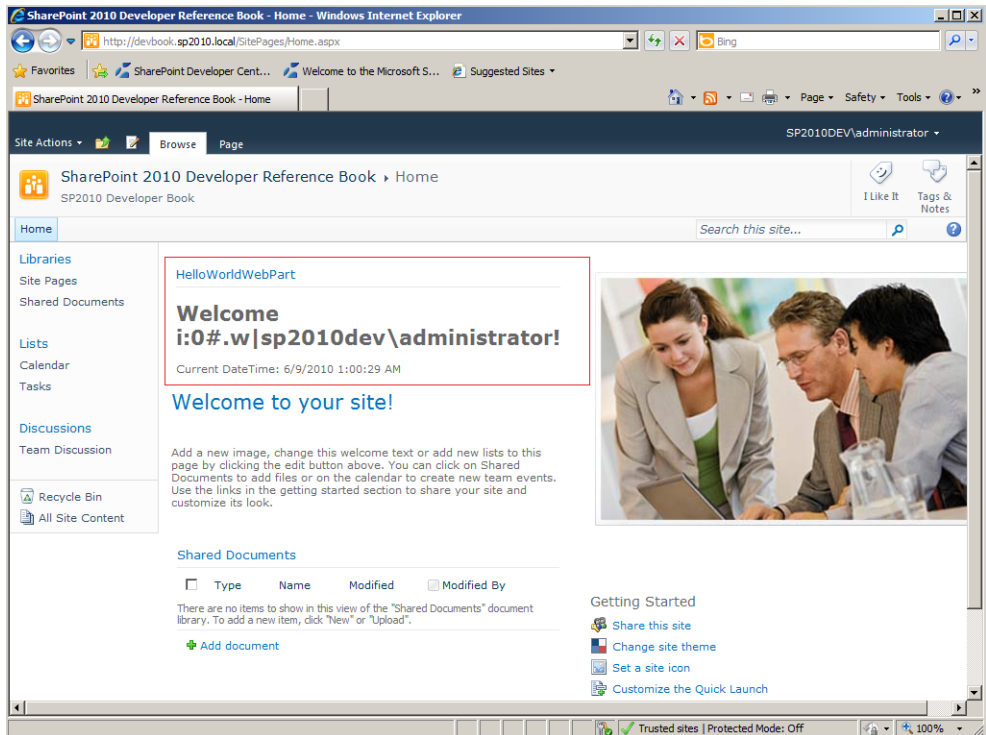 SharePoint 2010 Developer Reference Book - Home - Windows Internet Explorer
http://devbook.sp2010.local/SitePages/Home.aspx
Bing
Favorites
SharePoint Developer Cent...
Welcome to the Microsoft S...
Suggested Sites
SharePoint 2010 Developer Reference Book - Home
Page
Safety
Tools
»
SP2010DEV\administrator
Site Actions
Browse
Page
SharePoint 2010 Developer Reference Book › Home
SP2010 Developer Book
I Like It
Tags &
Notes
Home
Search this site...
Libraries
Site Pages
Shared Documents
Lists
Calendar
Tasks
Discussions
Team Discussion
Recycle Bin
All Site Content
HelloWorldWebPart
Welcome
i:0#.w|sp2010dev\administrator!
Current DateTime: 6/9/2010 1:00:29 AM
Welcome to your site!
Add a new image, change this welcome text or add new lists to this
page by clicking the edit button above. You can click on Shared
Documents to add files or on the calendar to create new team events.
Use the links in the getting started section to share your site and
customize its look.
Shared Documents
Type Name Modified Modified By
There are no items to show in this view of the "Shared Documents" document
library. To add a new item, click "New" or "Upload".
Add document
Getting Started
Share this site
Change site theme
Set a site icon
Customize the Quick Launch
Trusted sites | Protected Mode: Off
100%